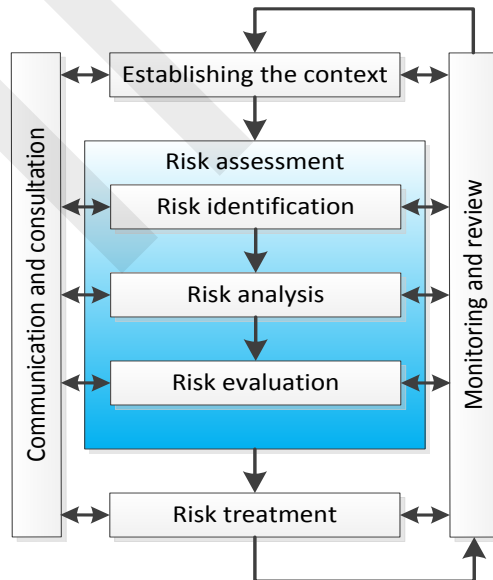 Establishing the context
Communication and consultation
Risk assessment
Risk identification
Risk analysis
Risk evaluation
Risk treatment
Monitoring and review